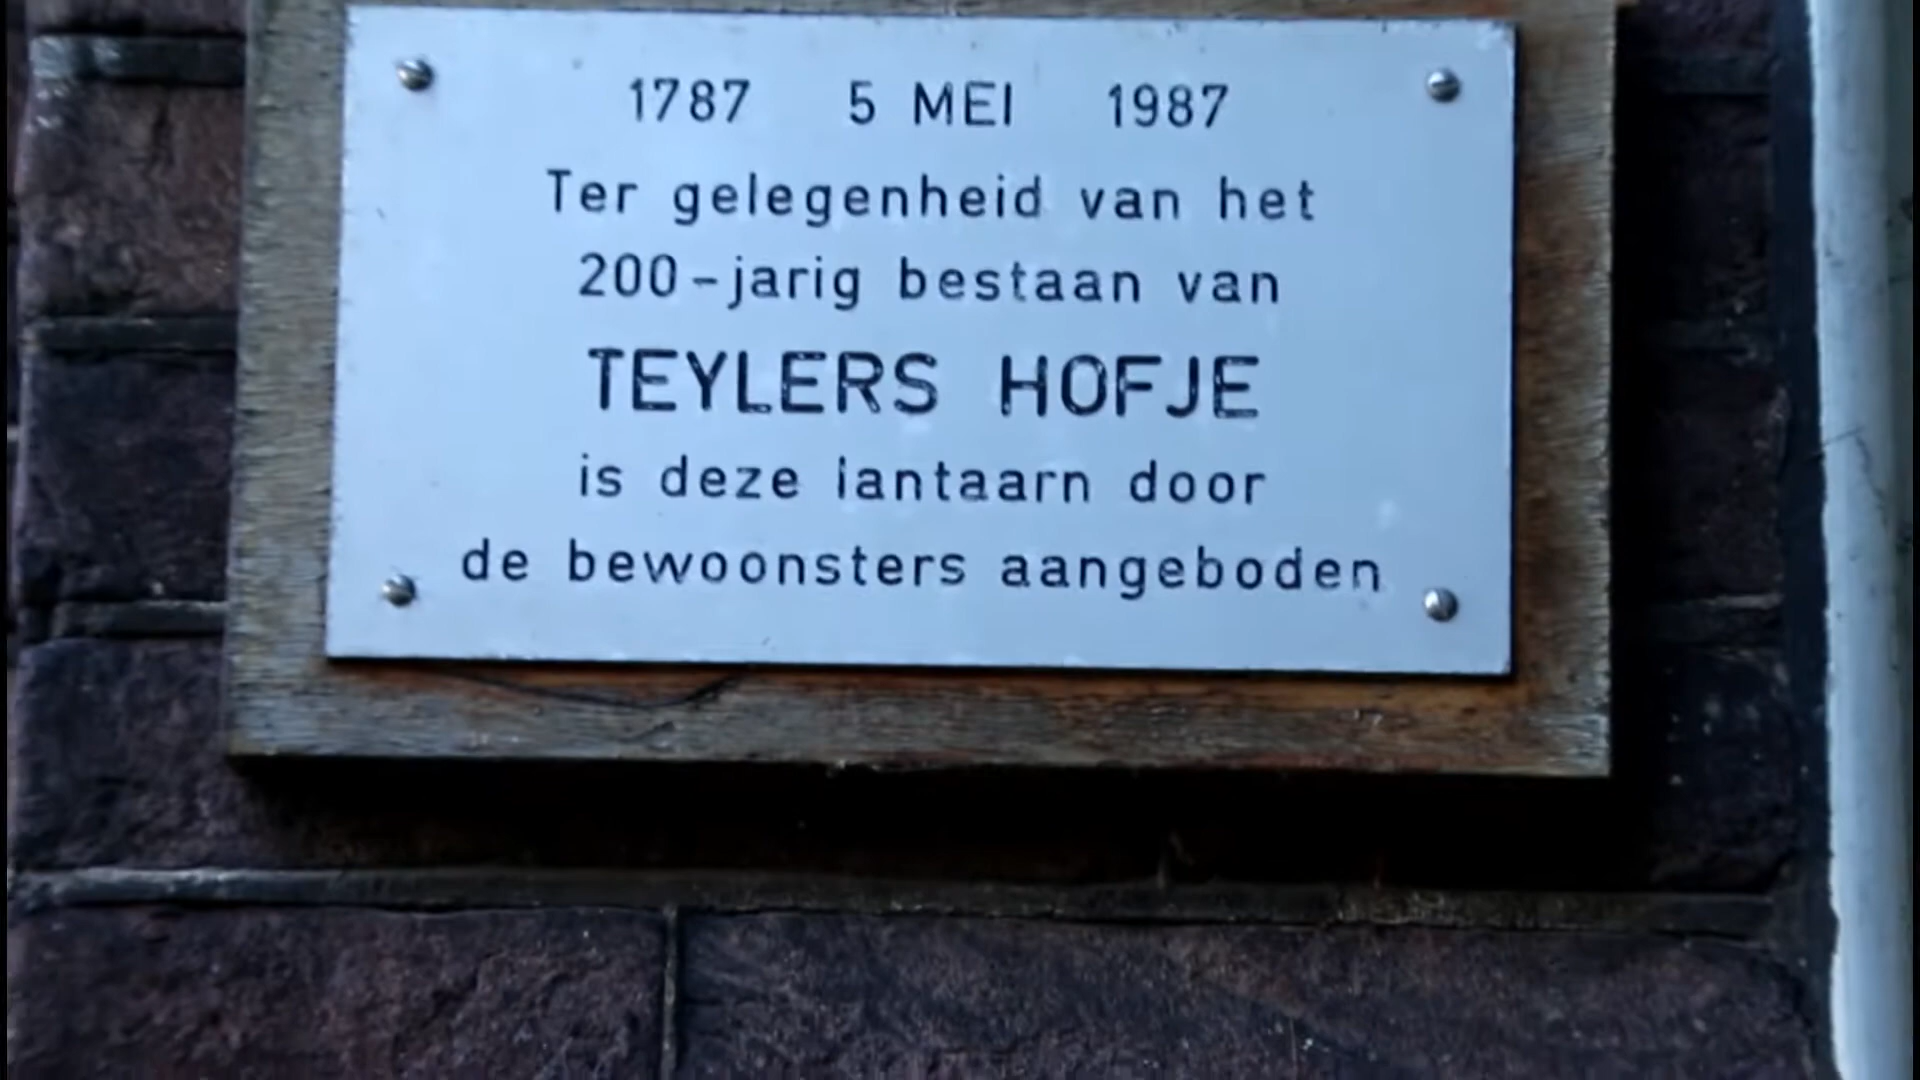 1787 5 MEI 1987
Ter gelegenheid van het
200-jarig bestaan van
TEYLERS HOFJE
is deze lantaarn door
de bewoonsters aangeboden